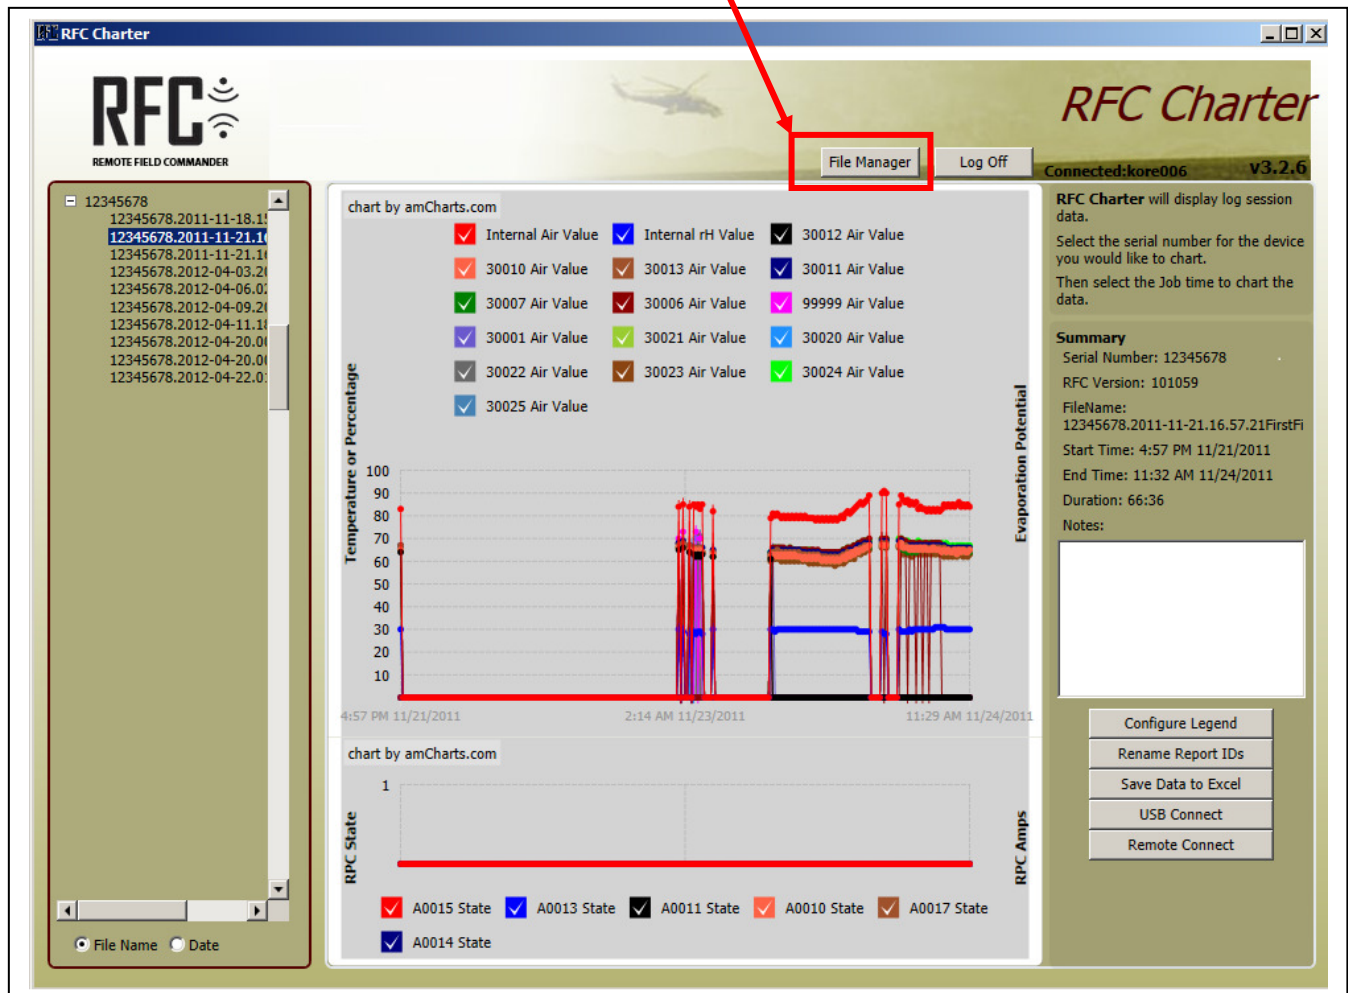 RFC Charter
RFC
REMOTE FIELD COMMANDER
RFC Charter
File Manager
Log Off
Connected:kore006
v3.2.6
12345678
12345678.2011-11-18.15
12345678.2011-11-21.16
12345678.2011-11-21.16
12345678.2012-04-03.20
12345678.2012-04-06.02
12345678.2012-04-09.20
12345678.2012-04-11.18
12345678.2012-04-20.00
12345678.2012-04-20.00
12345678.2012-04-22.01
File Name
Date
chart by amCharts.com
Internal Air Value
Internal rH Value
30012 Air Value
30010 Air Value
30013 Air Value
30011 Air Value
30007 Air Value
30006 Air Value
99999 Air Value
30001 Air Value
30021 Air Value
30020 Air Value
30022 Air Value
30023 Air Value
30024 Air Value
30025 Air Value
Temperature or Percentage
Evaporation Potential
100
90
80
70
60
50
40
30
20
10
4:57 PM 11/21/2011
2:14 AM 11/23/2011
11:29 AM 11/24/2011
chart by amCharts.com
1
RPC State
RPC Amps
A0015 State
A0013 State
A0011 State
A0010 State
A0017 State
A0014 State
RFC Charter will display log session
data.
Select the serial number for the device
you would like to chart.
Then select the Job time to chart the
data.
Summary
Serial Number: 12345678
RFC Version: 101059
FileName:
12345678.2011-11-21.16.57.21FirstFi
Start Time: 4:57 PM 11/21/2011
End Time: 11:32 AM 11/24/2011
Duration: 66:36
Notes:
Configure Legend
Rename Report IDs
Save Data to Excel
USB Connect
Remote Connect